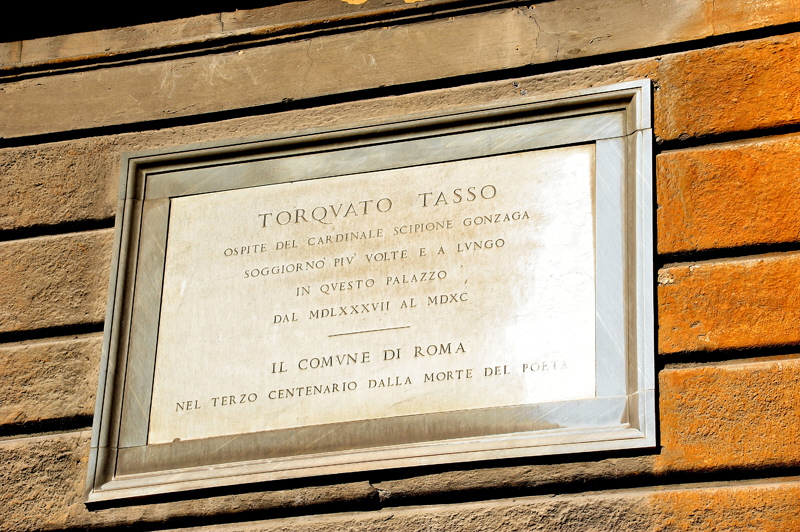 TORQVATO TASSO
OSPITE DEL CARDINALE SCIPIONE GONZAGA
SOGGIORNO' PIV' VOLTE E A LVNGO
IN QVESTO PALAZZO
DAL MDLXXXVII AL MDXC
IL COMVNE DI ROMA
NEL TERZO CENTENARIO DALLA MORTE DEL POETA